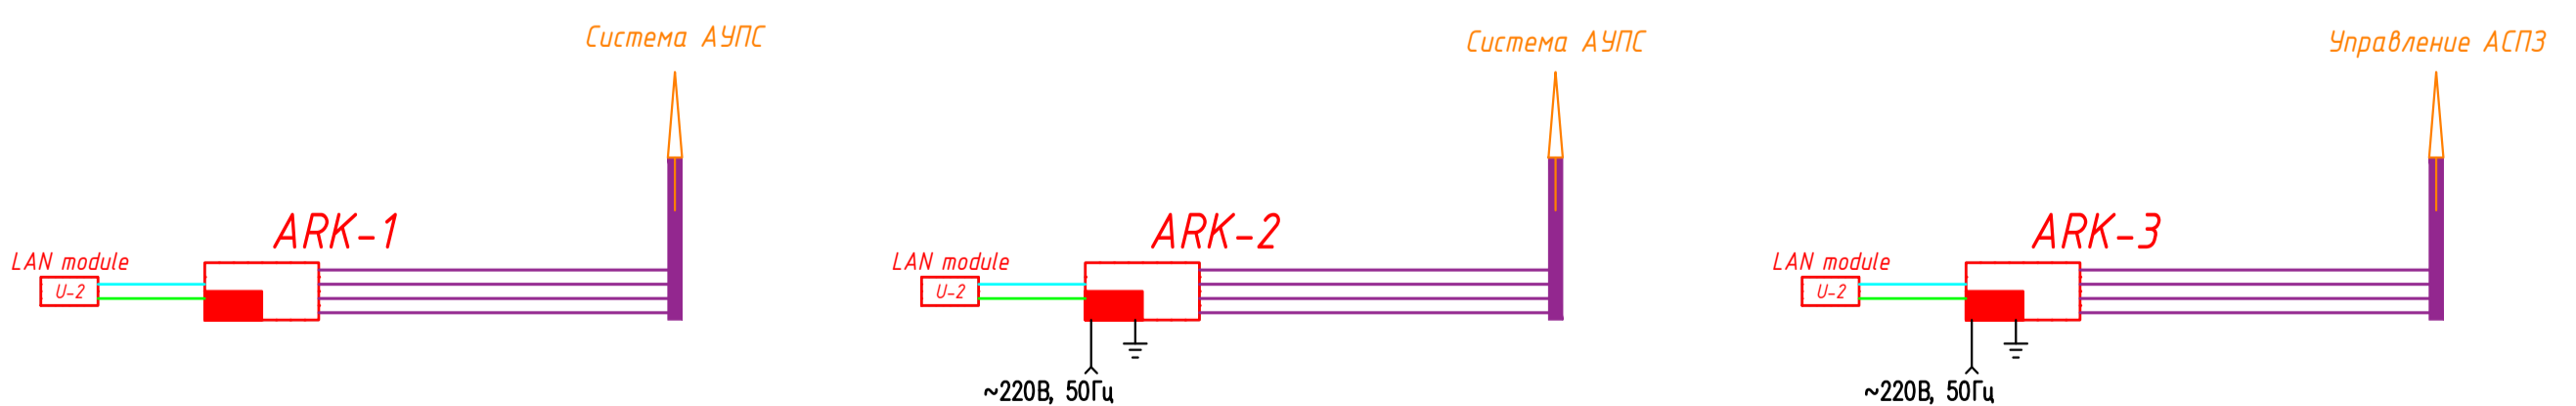 Система АУПС
ARK-1
LAN module
U-2
Система АУПС
ARK-2
LAN module
U-2
~220В, 50Гц
Управление АСПЗ
ARK-3
LAN module
U-2
~220В, 50Гц